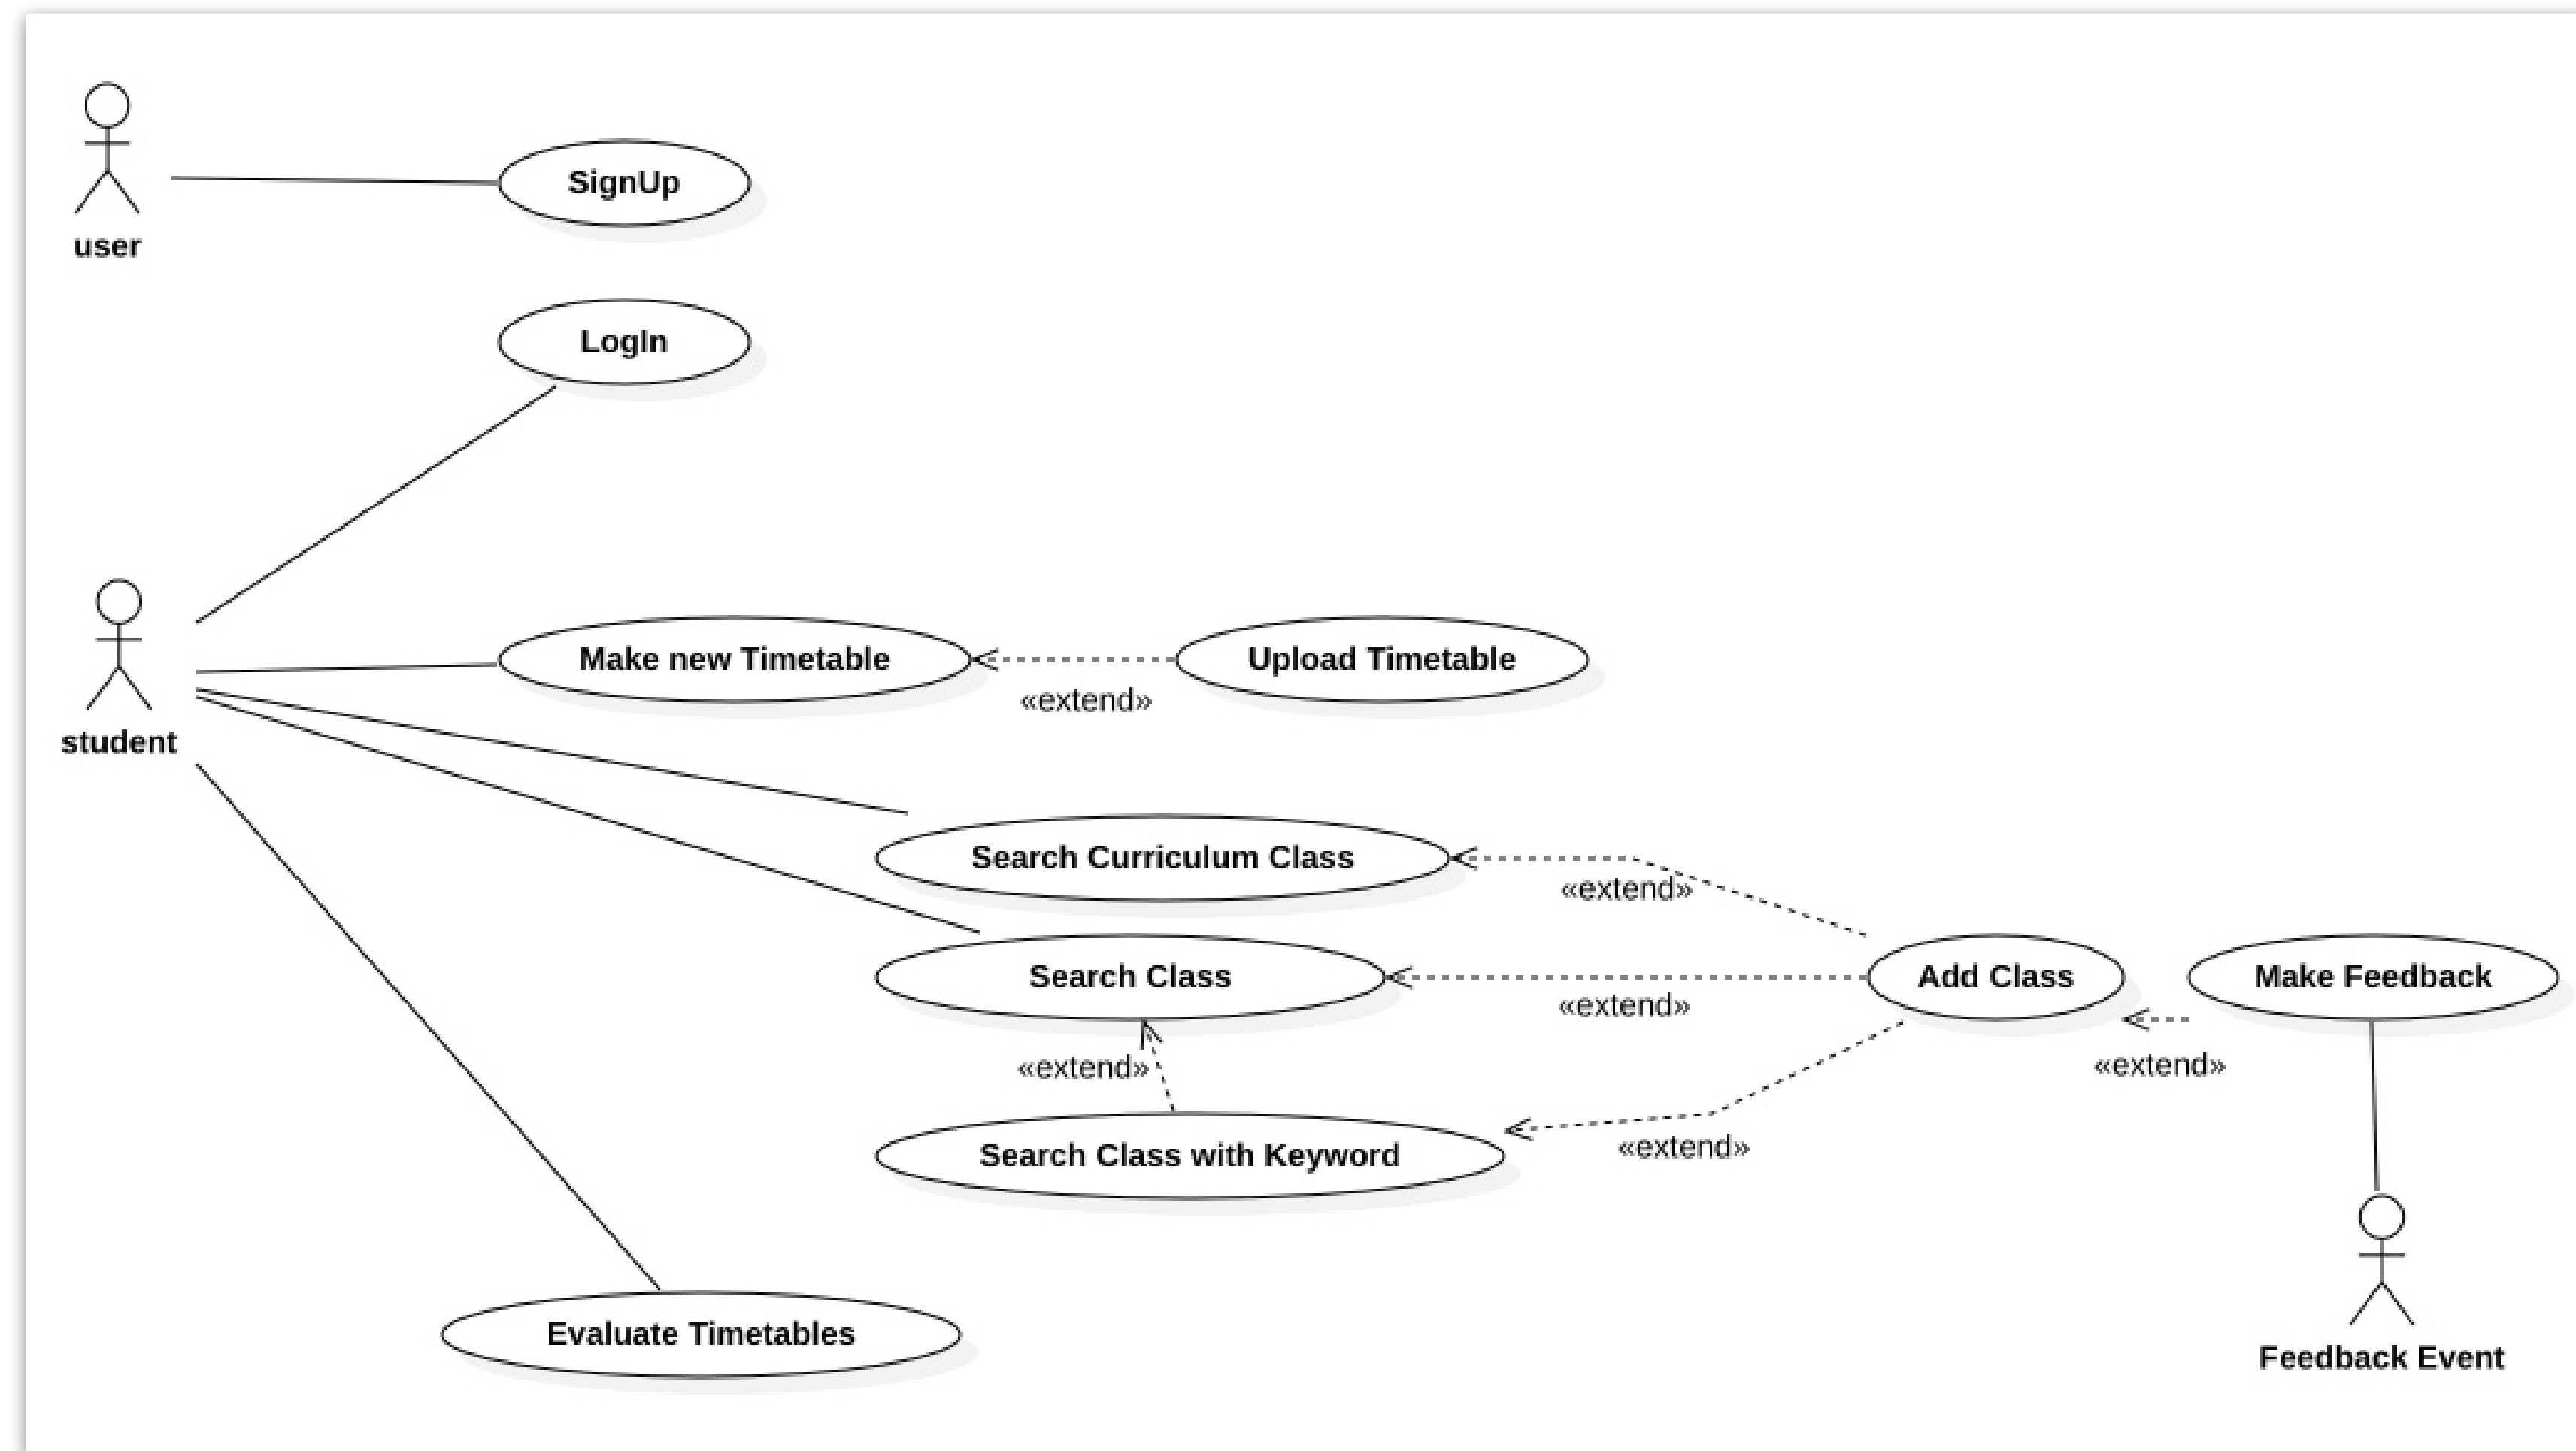 SignUp
user
LogIn
Make new Timetable
Upload Timetable
«extend»
student
Search Curriculum Class
«extend»
Search Class
Add Class
Make Feedback
«extend»
«extend»
«extend»
Search Class with Keyword
«extend»
Evaluate Timetables
Feedback Event